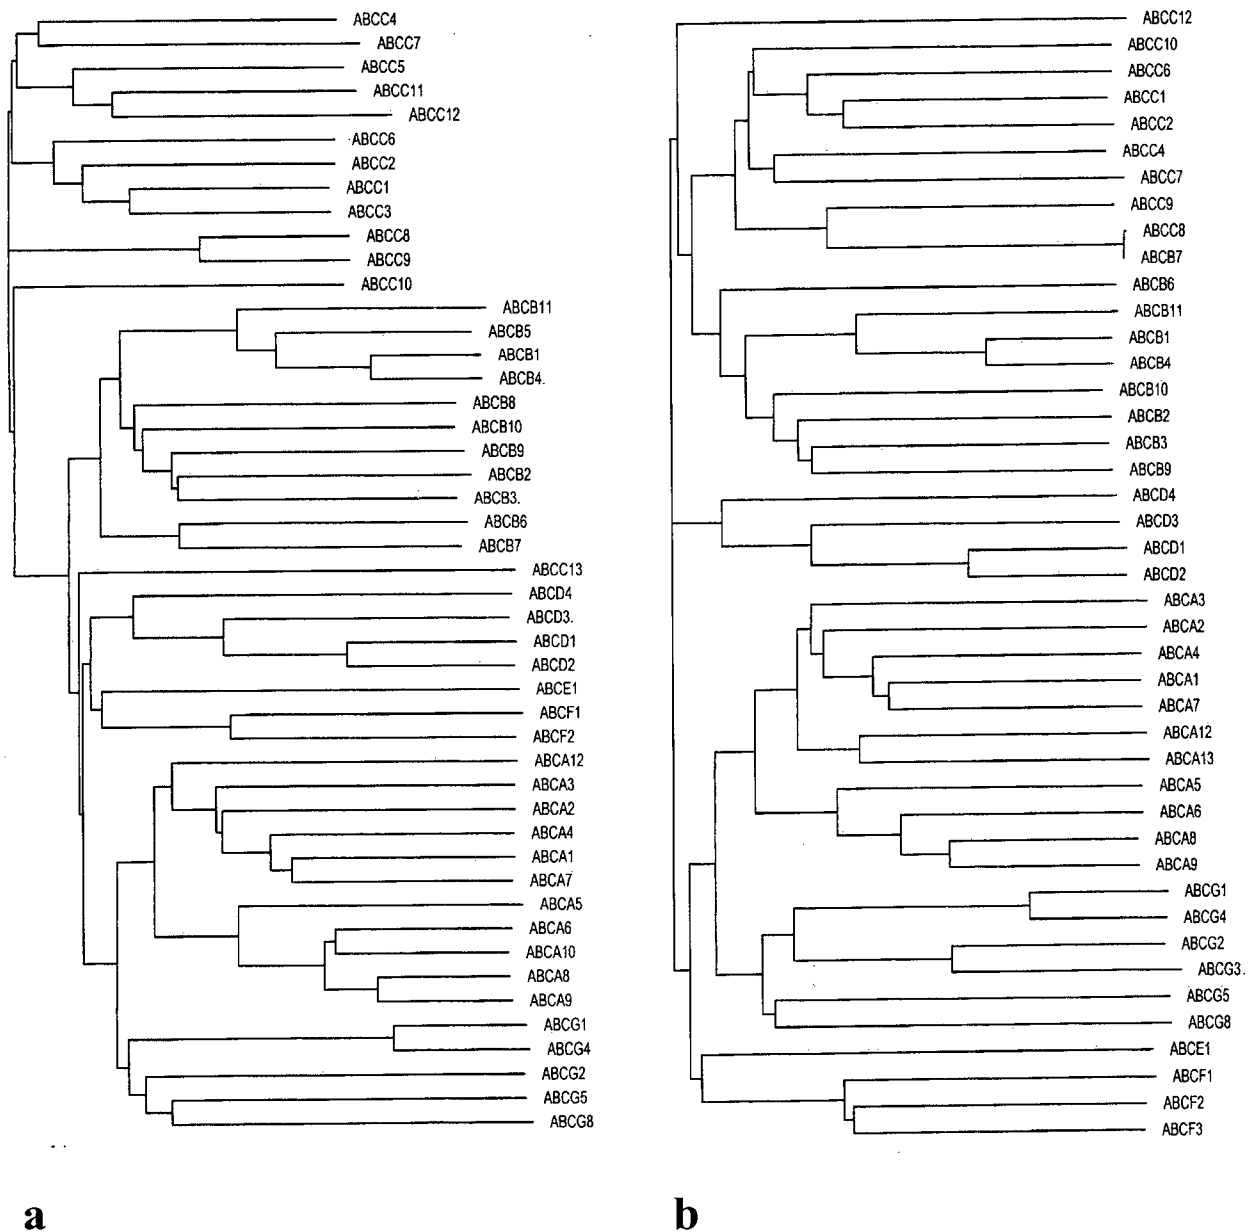 ABCC4
ABCC7
ABCC5
ABCC11
ABCC12
ABCC6
ABCC2
ABCC1
ABCC3
ABCC8
ABCC9
ABCC10
ABCB11
ABCB5
ABCB1
ABCB4.
ABCB8
ABCB10
ABCB9
ABCB2
ABCB3.
ABCB6
ABCB7
ABCC13
ABCD4
ABCD3.
ABCD1
ABCD2
ABCE1
ABCF1
ABCF2
ABCA12
ABCA3
ABCA2
ABCA4
ABCA1
ABCA7
ABCA5
ABCA6
ABCA10
ABCA8
ABCA9
ABCG1
ABCG4
ABCG2
ABCG5
ABCG8
a
ABCC12
ABCC10
ABCC6
ABCC1
ABCC2
ABCC4
ABCC7
ABCC9
ABCC8
ABCB7
ABCB6
ABCB11
ABCB1
ABCB4
ABCB10
ABCB2
ABCB3
ABCB9
ABCD4
ABCD3
ABCD1
ABCD2
ABCA3
ABCA2
ABCA4
ABCA1
ABCA7
ABCA12
ABCA13
ABCA5
ABCA6
ABCA8
ABCA9
ABCG1
ABCG4
ABCG2
ABCG3.
ABCG5
ABCG8
ABCE1
ABCF1
ABCF2
ABCF3
b